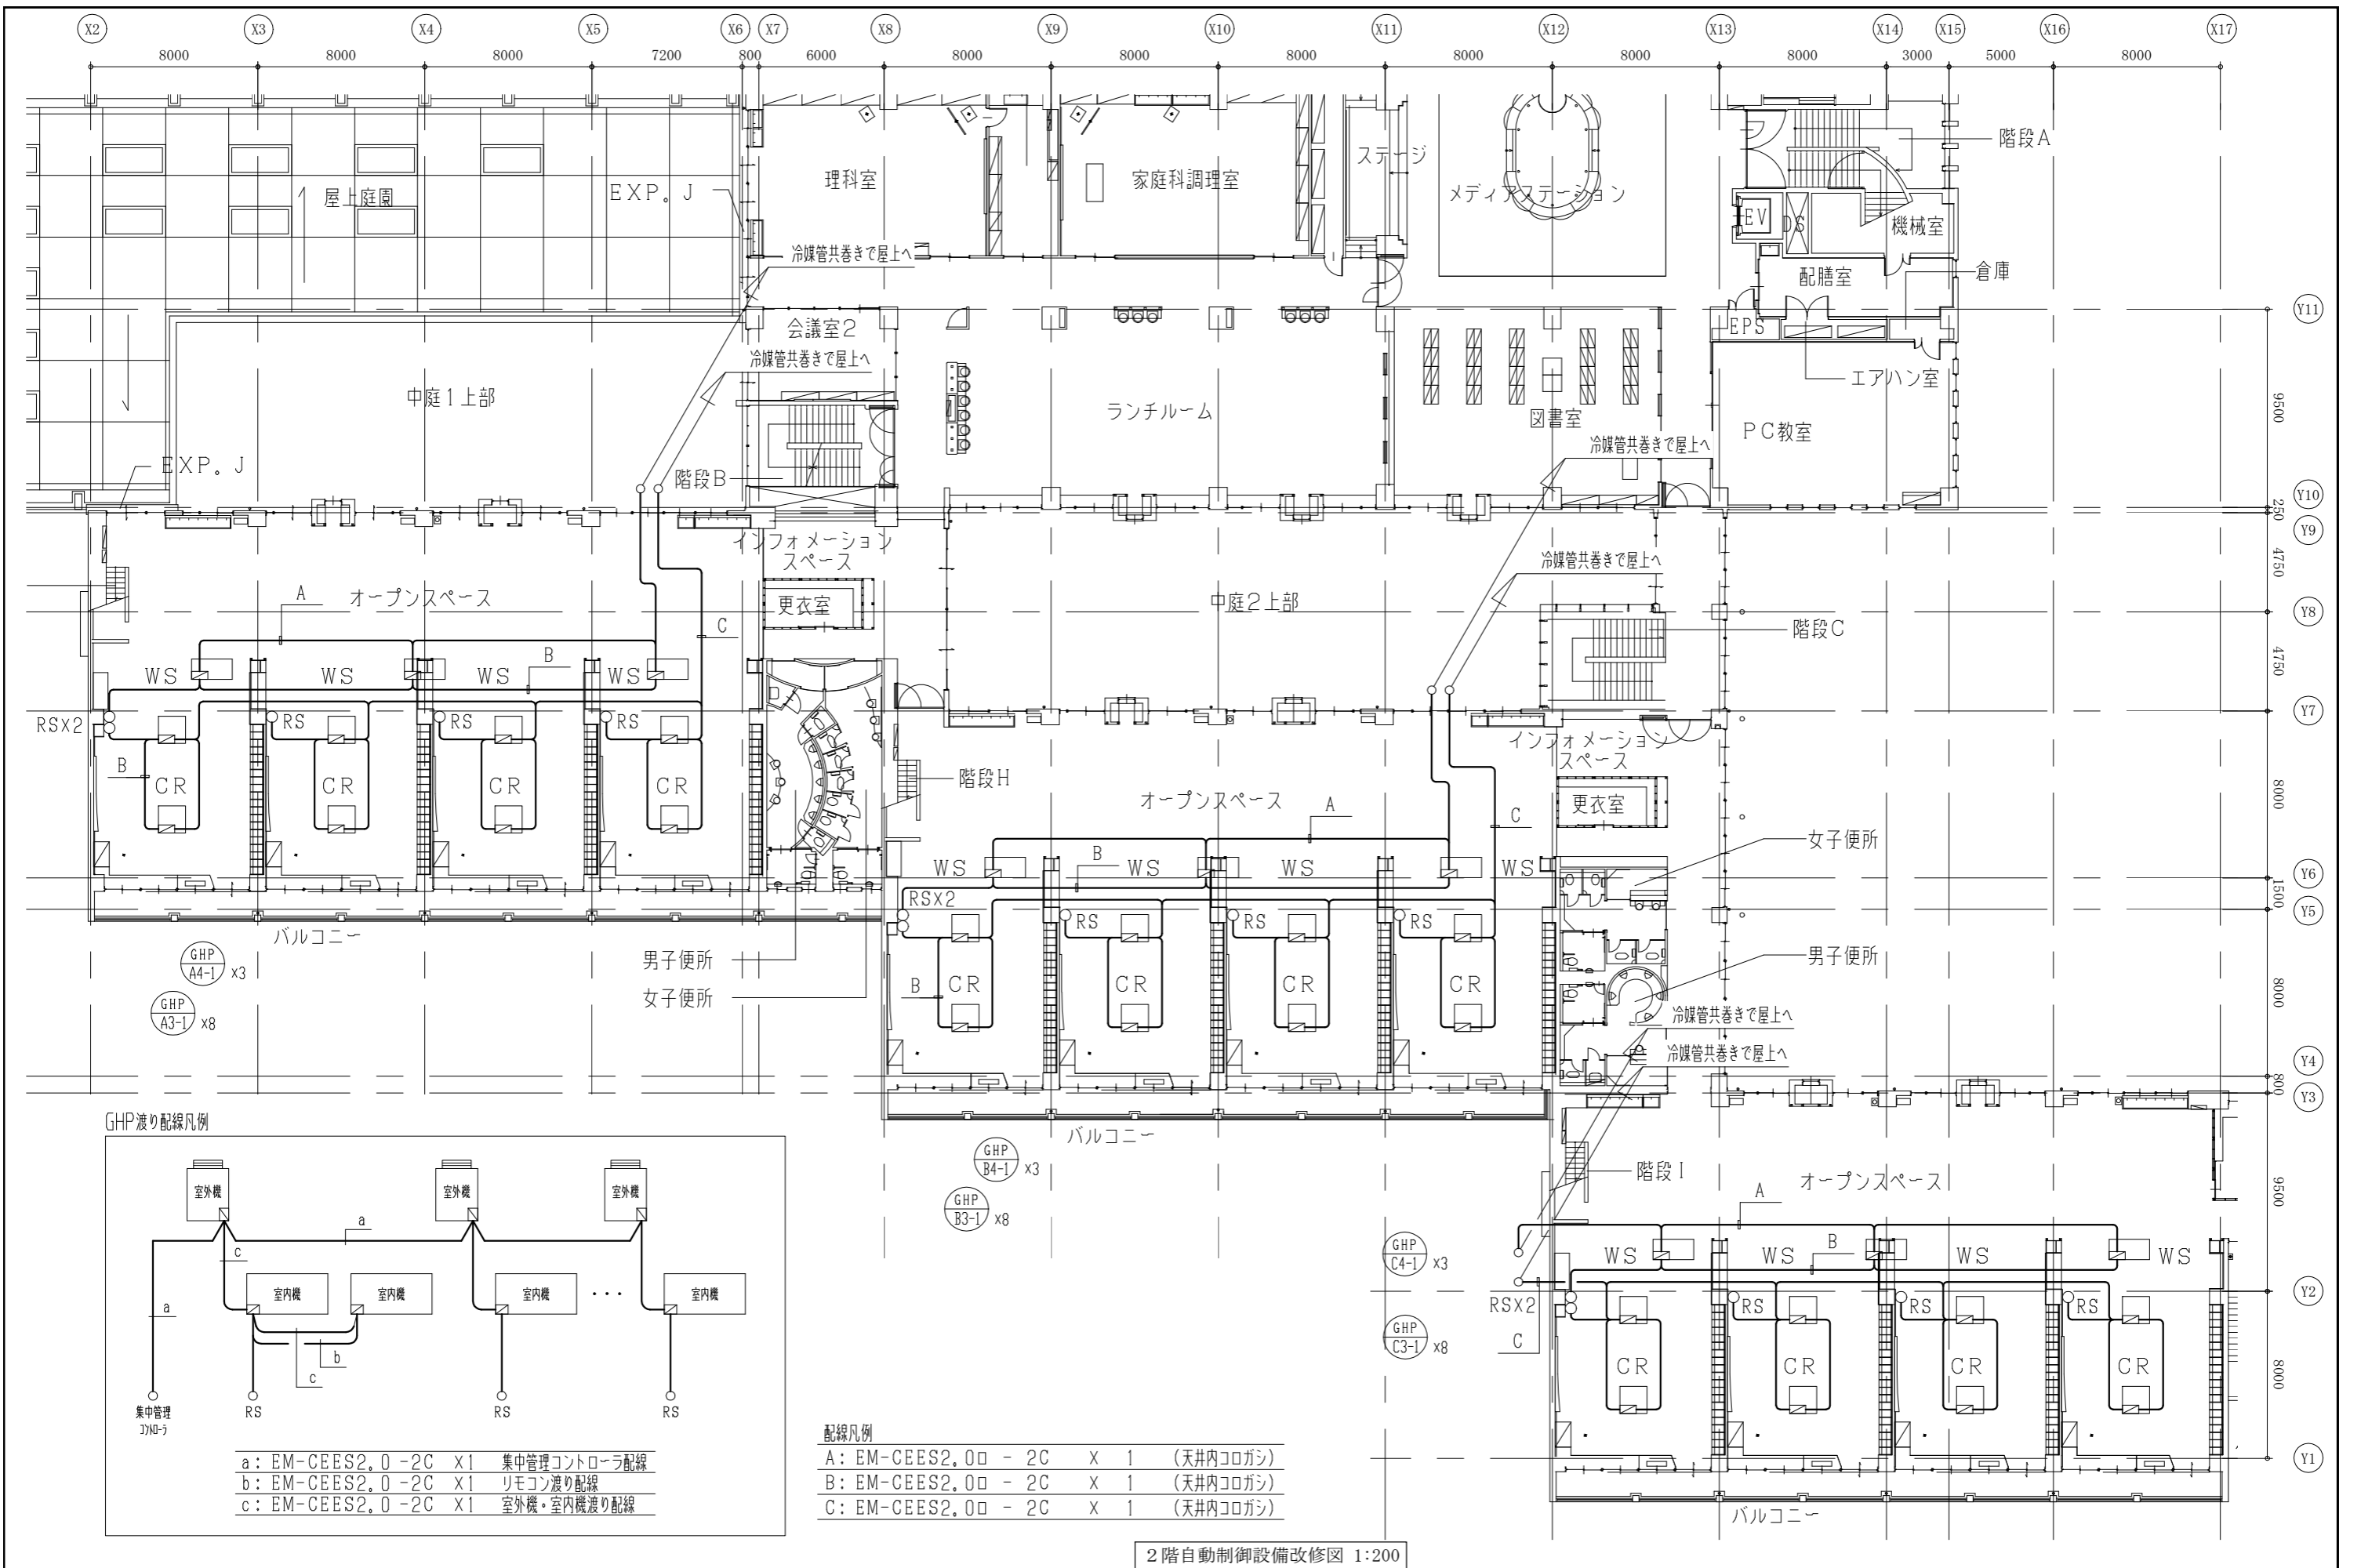 X2 X3 X4 X5 X6 X7 X8 X9 X10 X11 X12 X13 X14 X15 X16 X17
8000 8000 8000 7200 800 6000 8000 8000 8000 8000 8000 8000 3000 5000 8000
屋上庭園
EXP。J
理科室
家庭科調理室
ステージ
メディアステーション
階段A
EV
DS
機械室
配膳室
倉庫
冷媒管共巻きで屋上へ
会議室2
冷媒管共巻きで屋上へ
EPS
Y11
エアハン室
中庭1上部
ランチルーム
図書室
PC教室
9500
冷媒管共巻きで屋上へ
EXP。J
階段B
Y10
250
Y9
インフォメーション
スペース
冷媒管共巻きで屋上へ
4750
A
オープンスペース
更衣室
中庭2上部
Y8
C
階段C
B
WS WS WS WS
4750
RSX2
RS RS RS
Y7
インフォメーション
スペース
B
CR CR CR CR
階段H
オープンスペース
A
C
更衣室
8000
女子便所
B
WS WS WS WS
Y6
1500
RSX2
RS RS RS
Y5
バルコニー
男子便所
男子便所
GHP
A4-1 x3
B
CR CR CR CR
女子便所
8000
GHP
A3-1 x8
冷媒管共巻きで屋上へ
冷媒管共巻きで屋上へ
Y4
800
Y3
GHP渡り配線凡例
バルコニー
GHP
B4-1 x3
階段I
オープンスペース
9500
A
GHP
B3-1 x8
室外機 室外機 室外機
a
c
GHP
C4-1 x3
WS WS B WS WS
室内機 室内機 室内機 ・・・ 室内機
a
RSX2
RS RS RS
Y2
GHP
C3-1 x8
C
b
c
CR CR CR CR
8000
集中管理
コントローラ
RS RS RS
配線凡例
a: EM-CEES2。0 -2C X1 集中管理コントローラ配線
b: EM-CEES2。0 -2C X1 リモコン渡り配線
c: EM-CEES2。0 -2C X1 室外機・室内機渡り配線
A: EM-CEES2。0□ - 2C X 1 (天井内コロガシ)
B: EM-CEES2。0□ - 2C X 1 (天井内コロガシ)
C: EM-CEES2。0□ - 2C X 1 (天井内コロガシ)
Y1
バルコニー
2階自動制御設備改修図 1:200